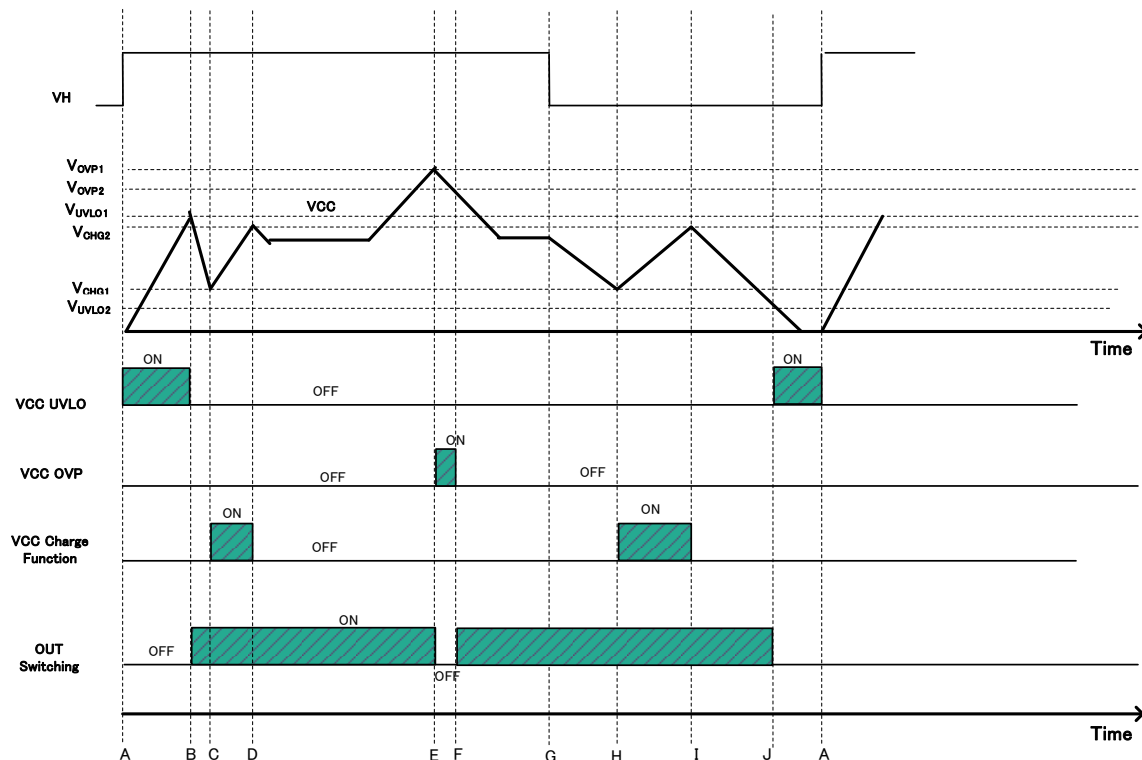 VH
VOVP1
VOVP2
VUVLO1
VCC
VCHG2
VCHG1
VUVLO2
Time
ON
VCC UVLO
OFF
ON
ON
VCC OVP
OFF
OFF
ON
ON
VCC Charge
Function
OFF
ON
OUT
Switching
OFF
OFF
Time
A B C D E F G H I J A